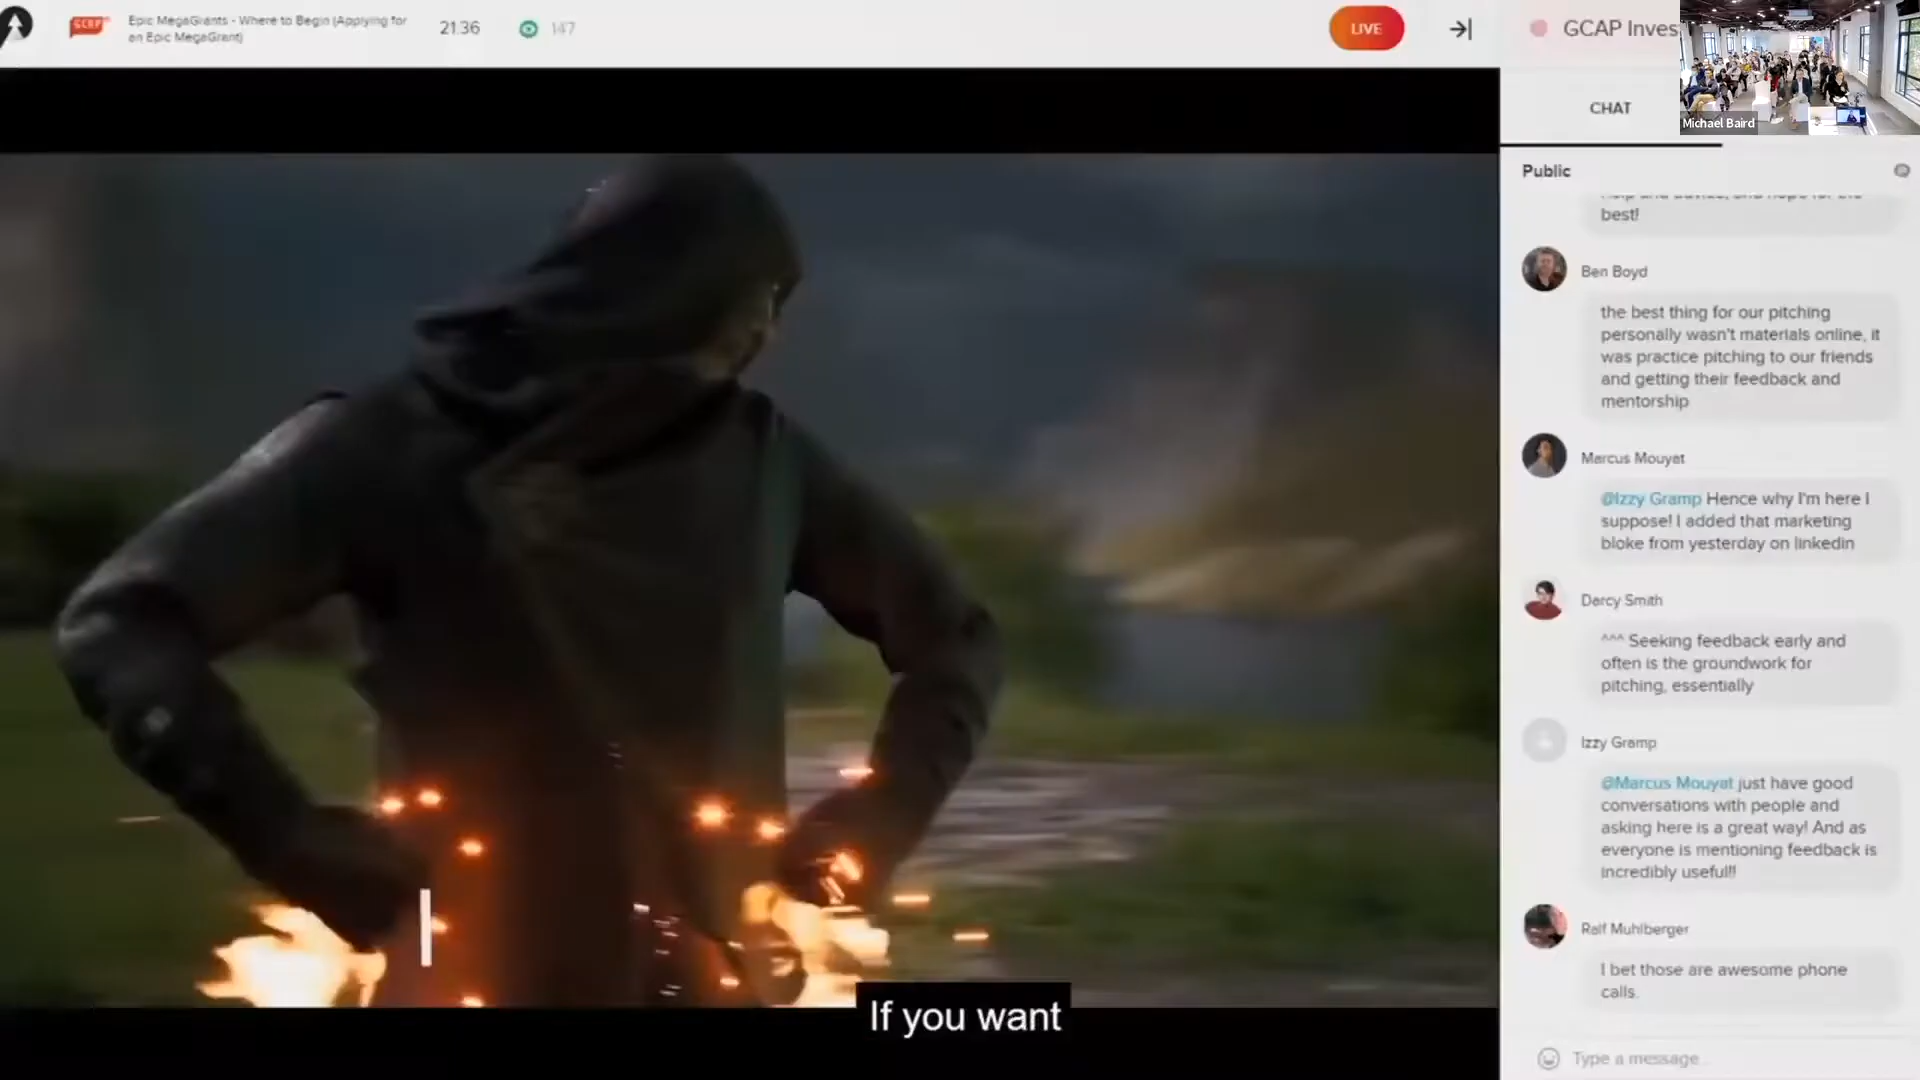 GCAP
Epic MegaGrants - Where to Begin (Applying for
an Epic MegaGrant)
21:36
147
LIVE
GCAP Inves
Michael Baird
CHAT
Public
best!
Ben Boyd
the best thing for our pitching
personally wasn't materials online, it
was practice pitching to our friends
and getting their feedback and
mentorship
Marcus Mouyat
@Izzy Gramp Hence why I'm here I
suppose! I added that marketing
bloke from yesterday on linkedin
Darcy Smith
^^^ Seeking feedback early and
often is the groundwork for
pitching, essentially
Izzy Gramp
@Marcus Mouyat just have good
conversations with people and
asking here is a great way! And as
everyone is mentioning feedback is
incredibly useful!!
Ralf Muhlberger
I bet those are awesome phone
calls.
Type a message
If you want